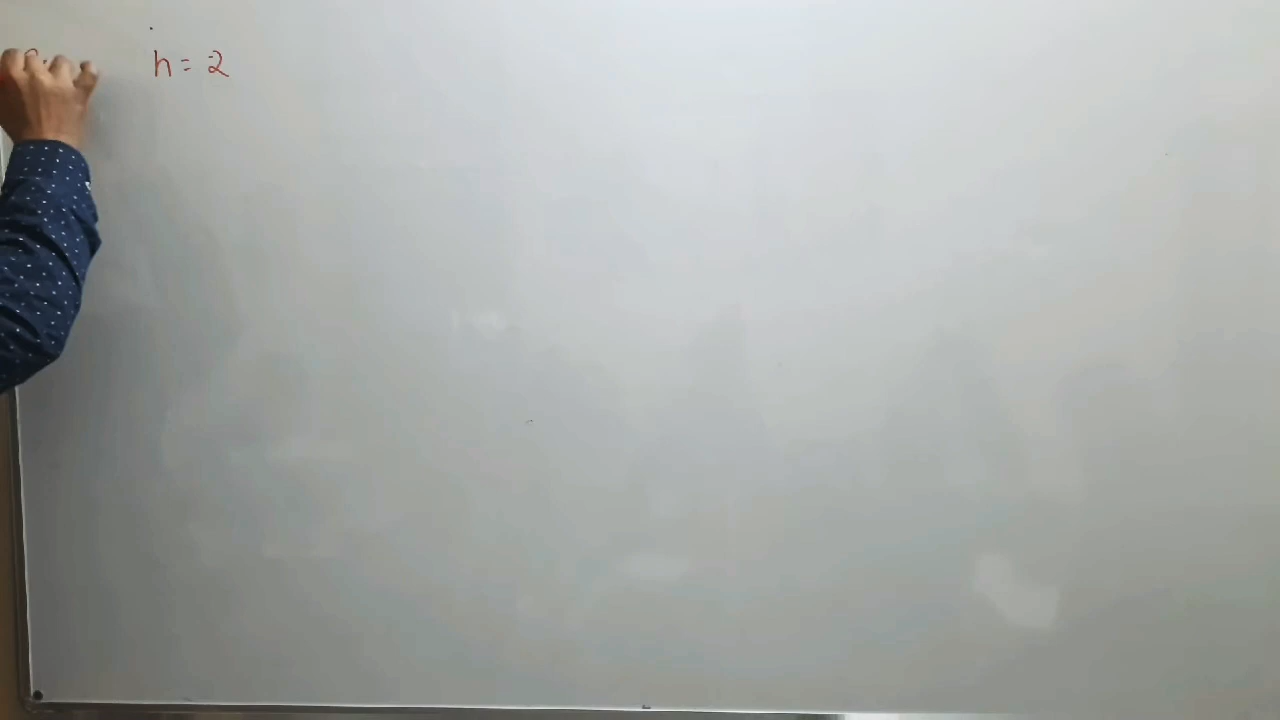 h = 2